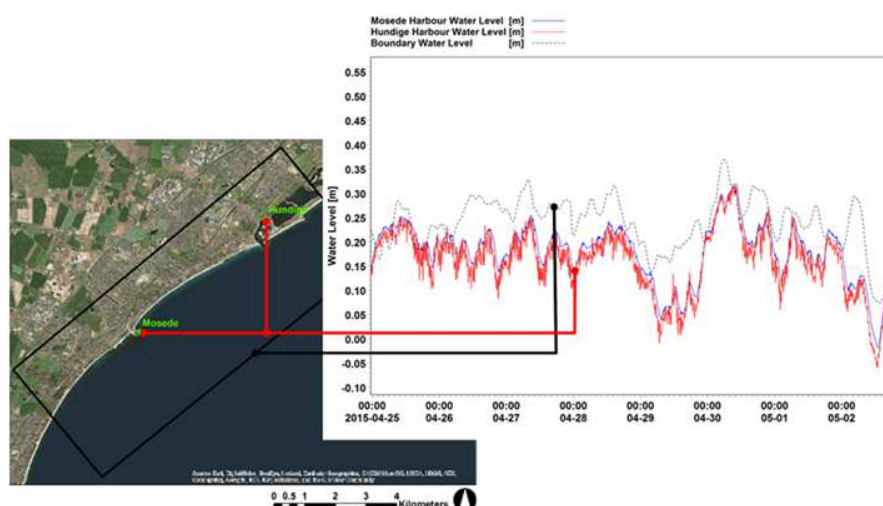 Mosede Harbour Water Level [m]
Hundige Harbour Water Level [m]
Boundary Water Level [m]
0.55
0.50
0.45
0.40
0.35
0.30
0.25
0.20
0.15
0.10
0.05
0.00
-0.05
-0.10
Water Level [m]
00:00 00:00 00:00 00:00 00:00 00:00 00:00 00:00
2015-04-25 04-26 04-27 04-28 04-29 04-30 05-01 05-02
Hundige
Mosede
0 0.5 1 2 3 4
Kilometers